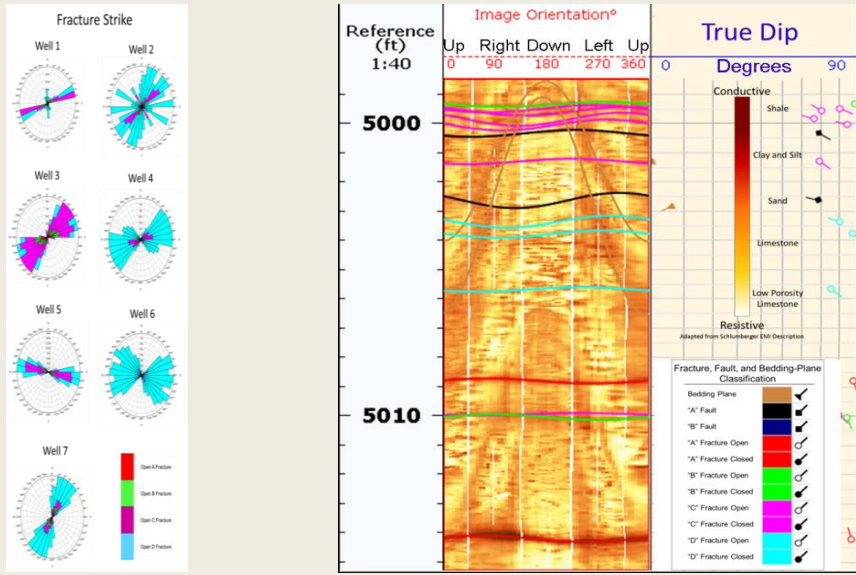 Fracture Strike
Well 1
Well 2
Well 3
Well 4
Well 5
Well 6
Well 7
Open A Fracture
Open B Fracture
Open C Fracture
Open D Fracture
Reference
(ft)
1:40
5000
5010
Image Orientation°
Up Right Down Left Up
0 90 180 270 360
True Dip
0 Degrees 90
Conductive
Shale
Clay and Silt
Sand
Limestone
Low Porosity
Limestone
Resistive
Adapted from Schlumberger EMI Description
Fracture, Fault, and Bedding-Plane
Classification
Bedding Plane
"A" Fault
"B" Fault
"A" Fracture Open
"A" Fracture Closed
"B" Fracture Open
"B" Fracture Closed
"C" Fracture Open
"C" Fracture Closed
"D" Fracture Open
"D" Fracture Closed